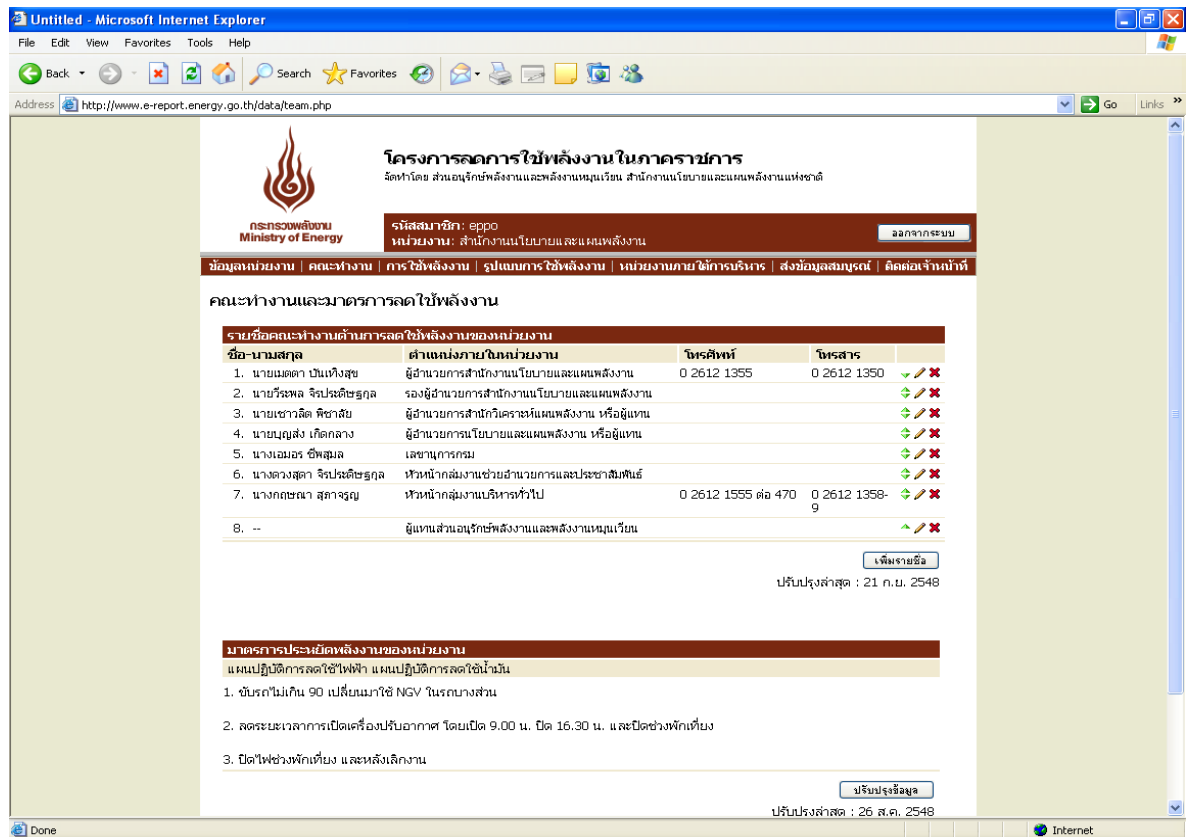 Untitled - Microsoft Internet Explorer
File Edit View Favorites Tools Help
Back Search Favorites
Address http://www.e-report.energy.go.th/data/team.php Go Links »
โครงการลดการใช้พลังงานในภาคราชการ
จัดทำโดย ส่วนอนุรักษ์พลังงานและพลังงานหมุนเวียน สำนักงานนโยบายและแผนพลังงานแห่งชาติ
กระทรวงพลังงาน
Ministry of Energy
รหัสสมาชิก: eppo
หน่วยงาน: สำนักงานนโยบายและแผนพลังงาน
ออกจากระบบ
ข้อมูลหน่วยงาน | คณะทำงาน | การใช้พลังงาน | รูปแบบการใช้พลังงาน | หน่วยงานภายใต้การบริหาร | ส่งข้อมูลสมบูรณ์ | ติดต่อเจ้าหน้าที่
คณะทำงานและมาตรการลดใช้พลังงาน
รายชื่อคณะทำงานด้านการลดใช้พลังงานของหน่วยงาน
ชื่อ-นามสกุล ตำแหน่งภายในหน่วยงาน โทรศัพท์ โทรสาร
1. นายเมตตา บันเทิงสุข ผู้อำนวยการสำนักงานนโยบายและแผนพลังงาน 0 2612 1355 0 2612 1350
2. นายวีระพล จิรประดิษฐกุล รองผู้อำนวยการสำนักงานนโยบายและแผนพลังงาน
3. นายเชาวลิต พิชาลัย ผู้อำนวยการสำนักวิเคราะห์แผนพลังงาน หรือผู้แทน
4. นายบุญส่ง เกิดกลาง ผู้อำนวยการนโยบายและแผนพลังงาน หรือผู้แทน
5. นางเอมอร ชีพสุมล เลขานุการกรม
6. นางดวงสุดา จิรประดิษฐกุล หัวหน้ากลุ่มงานช่วยอำนวยการและประชาสัมพันธ์
7. นางกฤษณา สุภาจรูญ หัวหน้ากลุ่มงานบริหารทั่วไป 0 2612 1555 ต่อ 470 0 2612 1358-
9
8. -- ผู้แทนส่วนอนุรักษ์พลังงานและพลังงานหมุนเวียน
เพิ่มรายชื่อ
ปรับปรุงล่าสุด : 21 ก.ย. 2548
มาตรการประหยัดพลังงานของหน่วยงาน
แผนปฏิบัติการลดใช้ไฟฟ้า แผนปฏิบัติการลดใช้น้ำมัน
1. ขับรถไม่เกิน 90 เปลี่ยนมาใช้ NGV ในรถบางส่วน
2. ลดระยะเวลาการเปิดเครื่องปรับอากาศ โดยเปิด 9.00 น. ปิด 16.30 น. และปิดช่วงพักเที่ยง
3. ปิดไฟช่วงพักเที่ยง และหลังเลิกงาน
ปรับปรุงข้อมูล
ปรับปรุงล่าสุด : 26 ส.ค. 2548
Done Internet